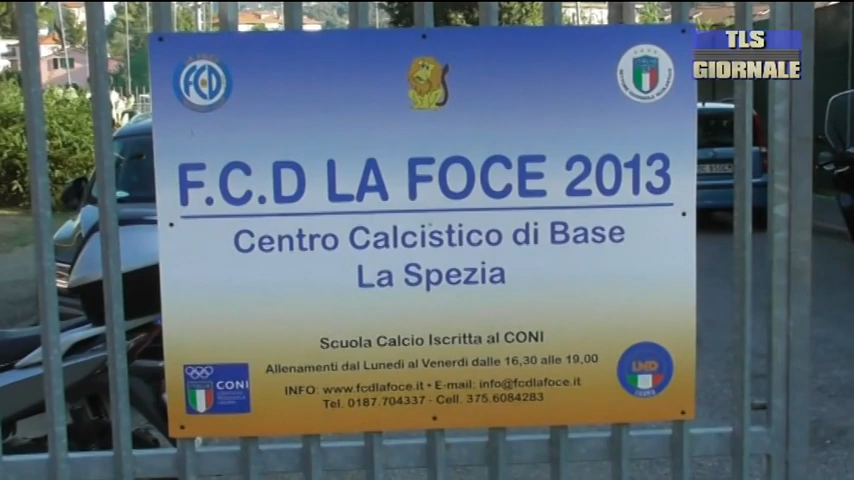 TLS
GIORNALE
FCD
F.C.D LA FOCE 2013
Centro Calcistico di Base
La Spezia
Scuola Calcio Iscritta al CONI
Allenamenti dal Lunedi al Venerdi dalle 16,30 alle 19,00
INFO: www.fcdlafoce.it • E-mail: info@fcdlafoce.it
Tel. 0187.704337 - Cell. 375.6084283
ITALIA
CONI
LND